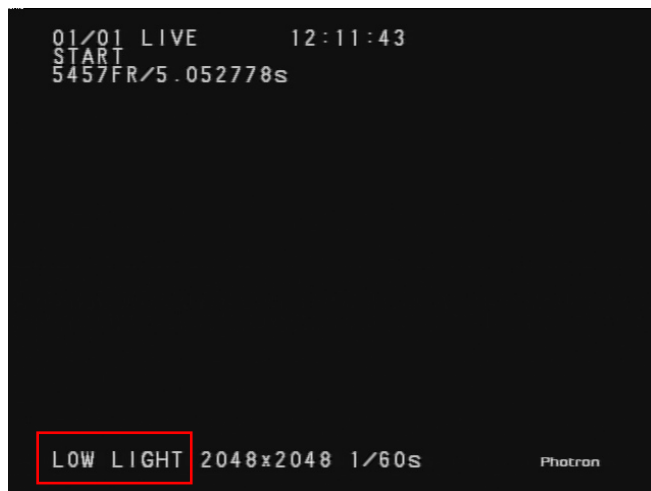 01/01 LIVE 12:11:43
START
5457FR/5.052778s
LOW LIGHT 2048x2048 1/60s Photron